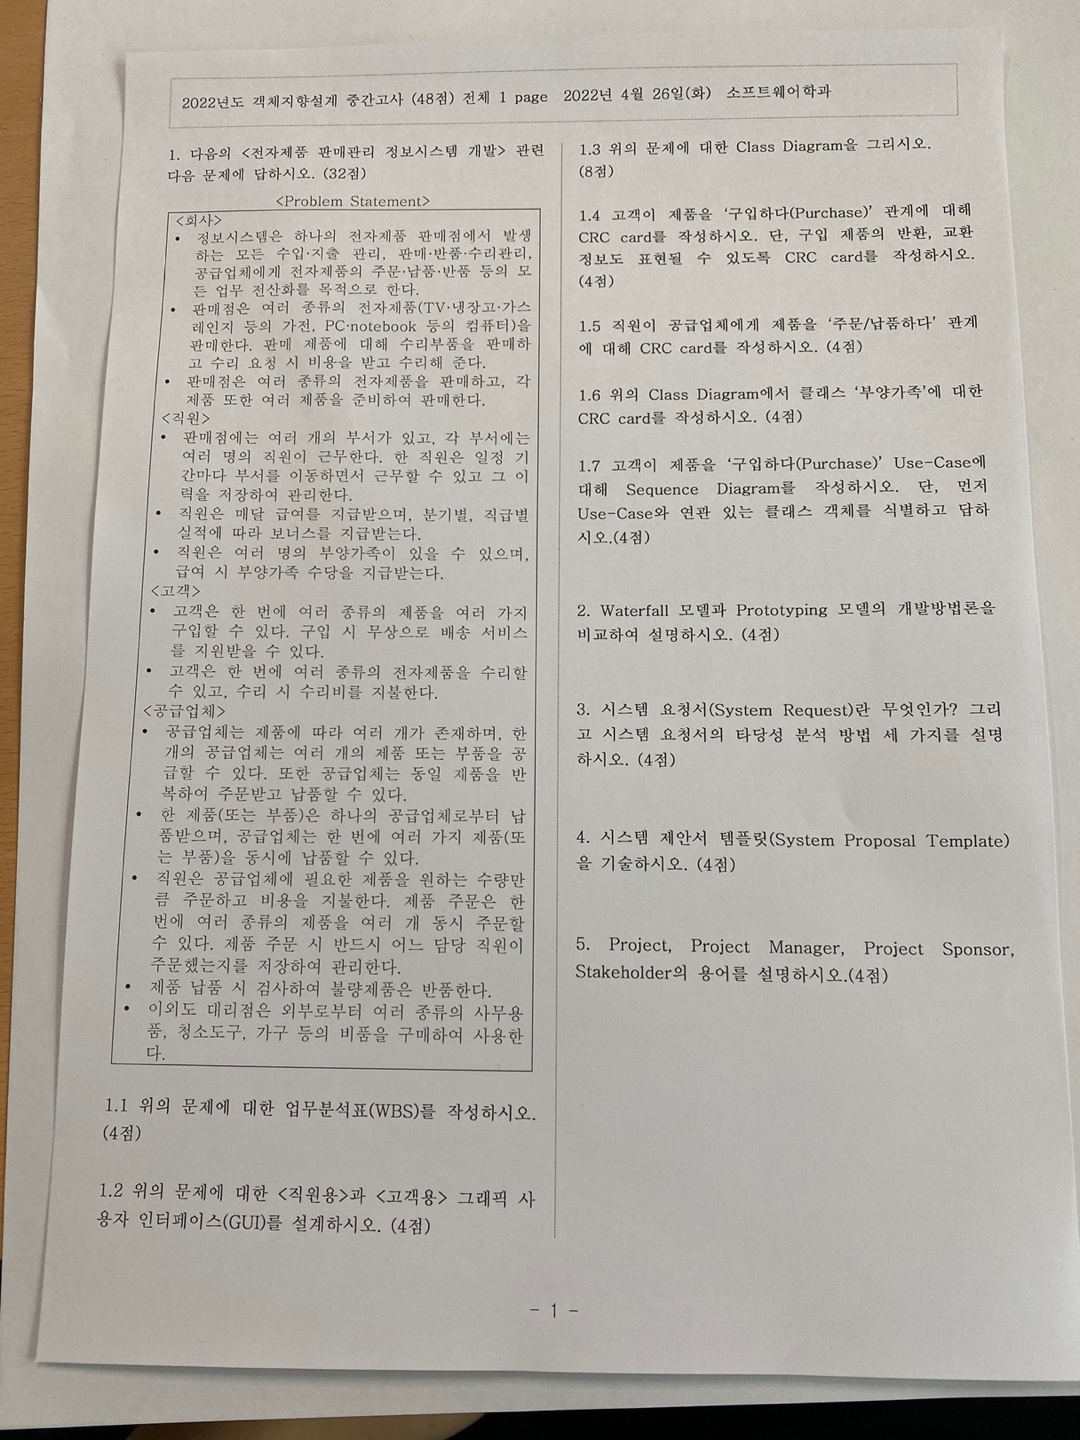 2022년도 객체지향설계 중간고사 (48점) 전체 1 page 2022년 4월 26일(화) 소프트웨어학과
1. 다음의 <전자제품 판매관리 정보시스템 개발> 관련
다음 문제에 답하시오. (32점)
<Problem Statement>
<회사>
• 정보시스템은 하나의 전자제품 판매점에서 발생
하는 모든 수입·지출 관리, 판매·반품·수리관리,
공급업체에게 전자제품의 주문·납품·반품 등의 모
든 업무 전산화를 목적으로 한다.
• 판매점은 여러 종류의 전자제품(TV·냉장고·가스
레인지 등의 가전, PC·notebook 등의 컴퓨터)을
판매한다. 판매 제품에 대해 수리부품을 판매하
고 수리 요청 시 비용을 받고 수리해 준다.
• 판매점은 여러 종류의 전자제품을 판매하고, 각
제품 또한 여러 제품을 준비하여 판매한다.
<직원>
• 판매점에는 여러 개의 부서가 있고, 각 부서에는
여러 명의 직원이 근무한다. 한 직원은 일정 기
간마다 부서를 이동하면서 근무할 수 있고 그 이
력을 저장하여 관리한다.
• 직원은 매달 급여를 지급받으며, 분기별, 직급별
실적에 따라 보너스를 지급받는다.
• 직원은 여러 명의 부양가족이 있을 수 있으며,
급여 시 부양가족 수당을 지급받는다.
<고객>
• 고객은 한 번에 여러 종류의 제품을 여러 가지
구입할 수 있다. 구입 시 무상으로 배송 서비스
를 지원받을 수 있다.
• 고객은 한 번에 여러 종류의 전자제품을 수리할
수 있고, 수리 시 수리비를 지불한다.
<공급업체>
• 공급업체는 제품에 따라 여러 개가 존재하며, 한
개의 공급업체는 여러 개의 제품 또는 부품을 공
급할 수 있다. 또한 공급업체는 동일 제품을 반
복하여 주문받고 납품할 수 있다.
• 한 제품(또는 부품)은 하나의 공급업체로부터 납
품받으며, 공급업체는 한 번에 여러 가지 제품(또
는 부품)을 동시에 납품할 수 있다.
• 직원은 공급업체에 필요한 제품을 원하는 수량만
큼 주문하고 비용을 지불한다. 제품 주문은 한
번에 여러 종류의 제품을 여러 개 동시 주문할
수 있다. 제품 주문 시 반드시 어느 담당 직원이
주문했는지를 저장하여 관리한다.
• 제품 납품 시 검사하여 불량제품은 반품한다.
• 이외도 대리점은 외부로부터 여러 종류의 사무용
품, 청소도구, 가구 등의 비품을 구매하여 사용한
다.
1.1 위의 문제에 대한 업무분석표(WBS)를 작성하시오.
(4점)
1.2 위의 문제에 대한 <직원용>과 <고객용> 그래픽 사
용자 인터페이스(GUI)를 설계하시오. (4점)
1.3 위의 문제에 대한 Class Diagram을 그리시오.
(8점)
1.4 고객이 제품을 '구입하다(Purchase)' 관계에 대해
CRC card를 작성하시오. 단, 구입 제품의 반환, 교환
정보도 표현될 수 있도록 CRC card를 작성하시오.
(4점)
1.5 직원이 공급업체에게 제품을 '주문/납품하다' 관계
에 대해 CRC card를 작성하시오. (4점)
1.6 위의 Class Diagram에서 클래스 '부양가족'에 대한
CRC card를 작성하시오. (4점)
1.7 고객이 제품을 '구입하다(Purchase)' Use-Case에
대해 Sequence Diagram를 작성하시오. 단, 먼저
Use-Case와 연관 있는 클래스 객체를 식별하고 답하
시오.(4점)
2. Waterfall 모델과 Prototyping 모델의 개발방법론을
비교하여 설명하시오. (4점)
3. 시스템 요청서(System Request)란 무엇인가? 그리
고 시스템 요청서의 타당성 분석 방법 세 가지를 설명
하시오. (4점)
4. 시스템 제안서 템플릿(System Proposal Template)
을 기술하시오. (4점)
5. Project, Project Manager, Project Sponsor,
Stakeholder의 용어를 설명하시오.(4점)
- 1 -